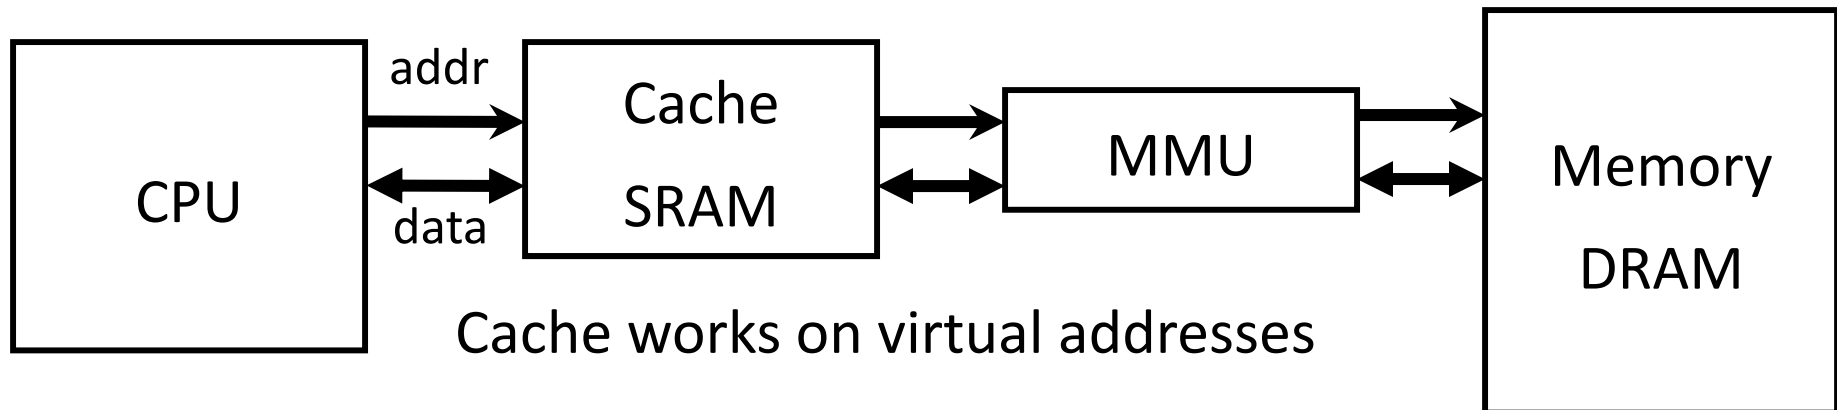 CPU
addr
data
Cache
SRAM
MMU
Memory
DRAM
Cache works on virtual addresses